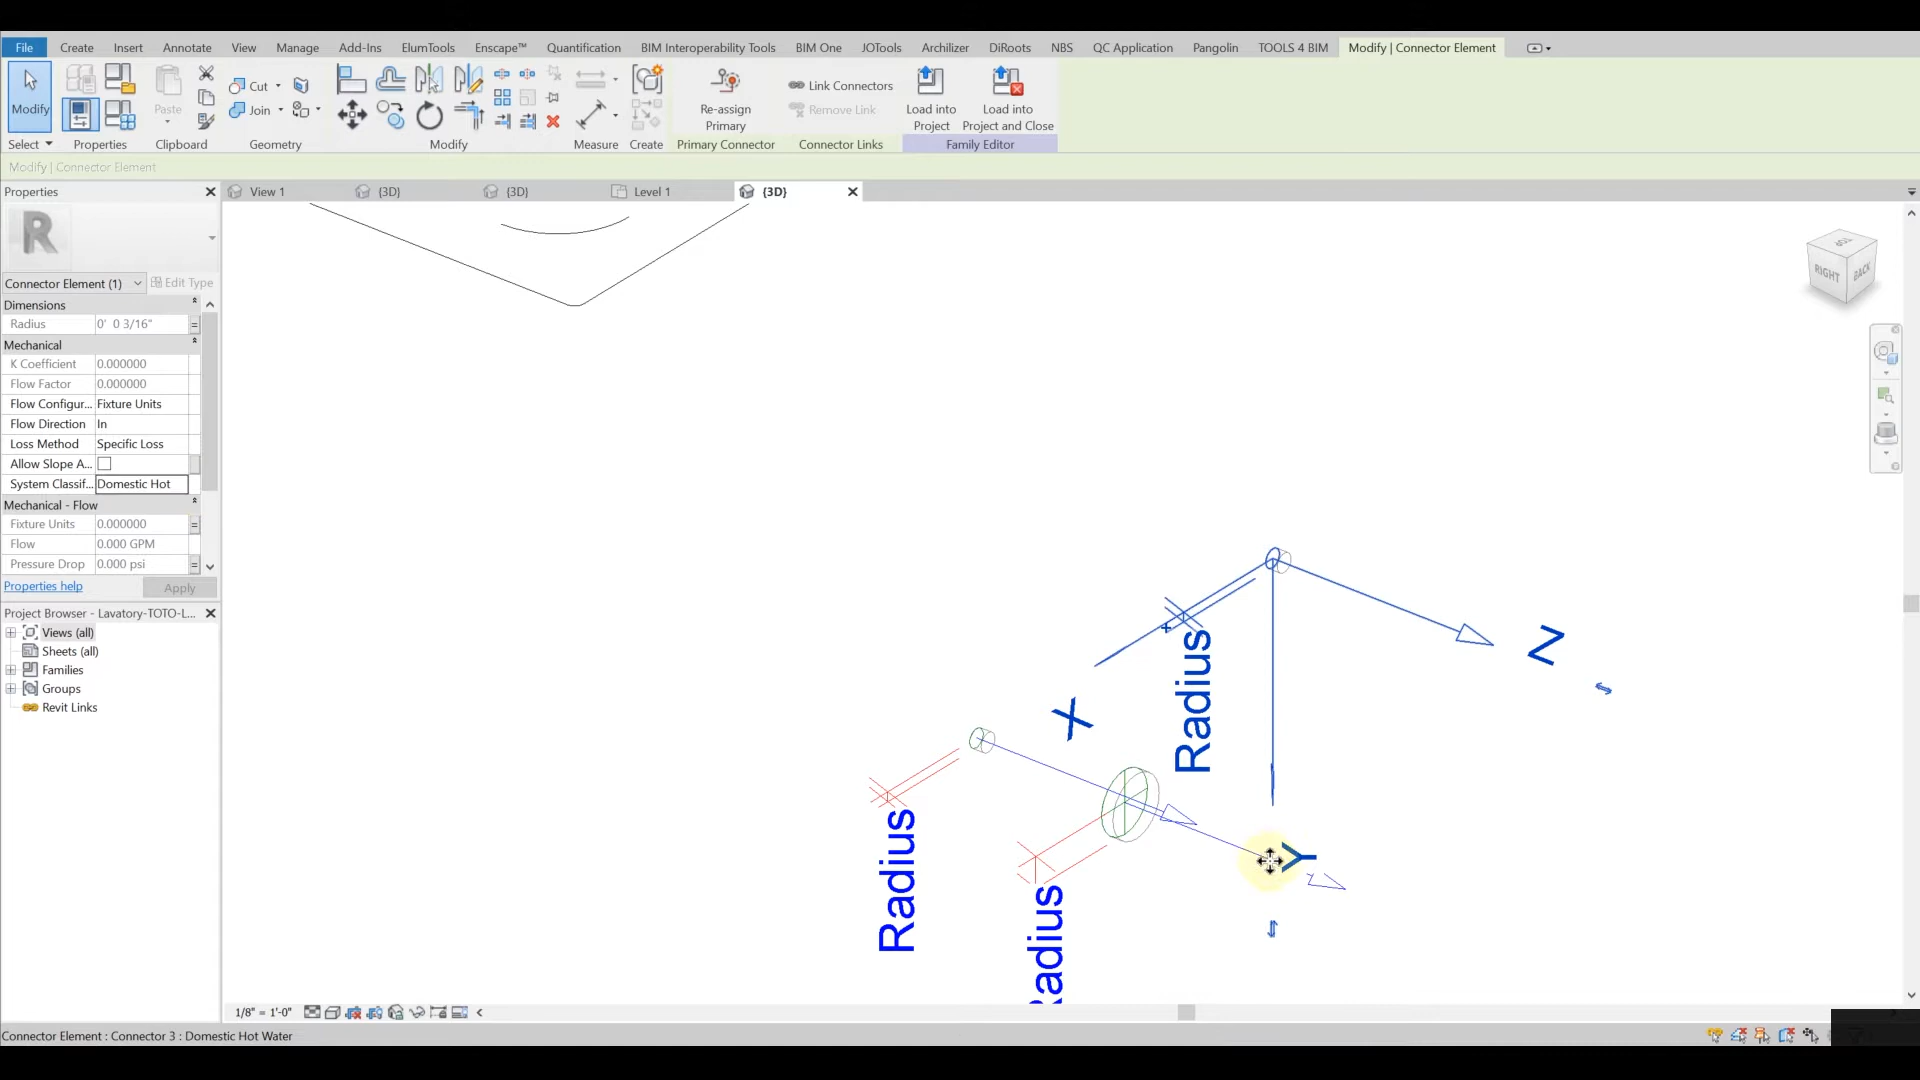 File Create Insert Annotate View Manage Add-Ins ElumTools Enscape™ Quantification BIM Interoperability Tools BIM One JOTools Archilizer DiRoots NBS QC Application Pangolin TOOLS 4 BIM Modify | Connector Element
Modify
Paste
Cut
Join
Re-assign
Primary
Link Connectors
Remove Link
Load into
Project
Load into
Project and Close
Select Properties Clipboard Geometry Modify Measure Create Primary Connector Connector Links Family Editor
Modify | Connector Element
Properties
View 1 {3D} {3D} Level 1 {3D}
R
Connector Element (1) Edit Type
Dimensions
Radius 0' 0 3/16"
Mechanical
K Coefficient 0.000000
Flow Factor 0.000000
Flow Configur... Fixture Units
Flow Direction In
Loss Method Specific Loss
Allow Slope A...
System Classif... Domestic Hot
Mechanical - Flow
Fixture Units 0.000000
Flow 0.000 GPM
Pressure Drop 0.000 psi
Properties help Apply
Project Browser - Lavatory-TOTO-L...
Views (all)
Sheets (all)
Families
Groups
Revit Links
TOP
RIGHT
BACK
Z
X
Radius
Y
Radius
Radius
1/8" = 1'-0"
Connector Element : Connector 3 : Domestic Hot Water